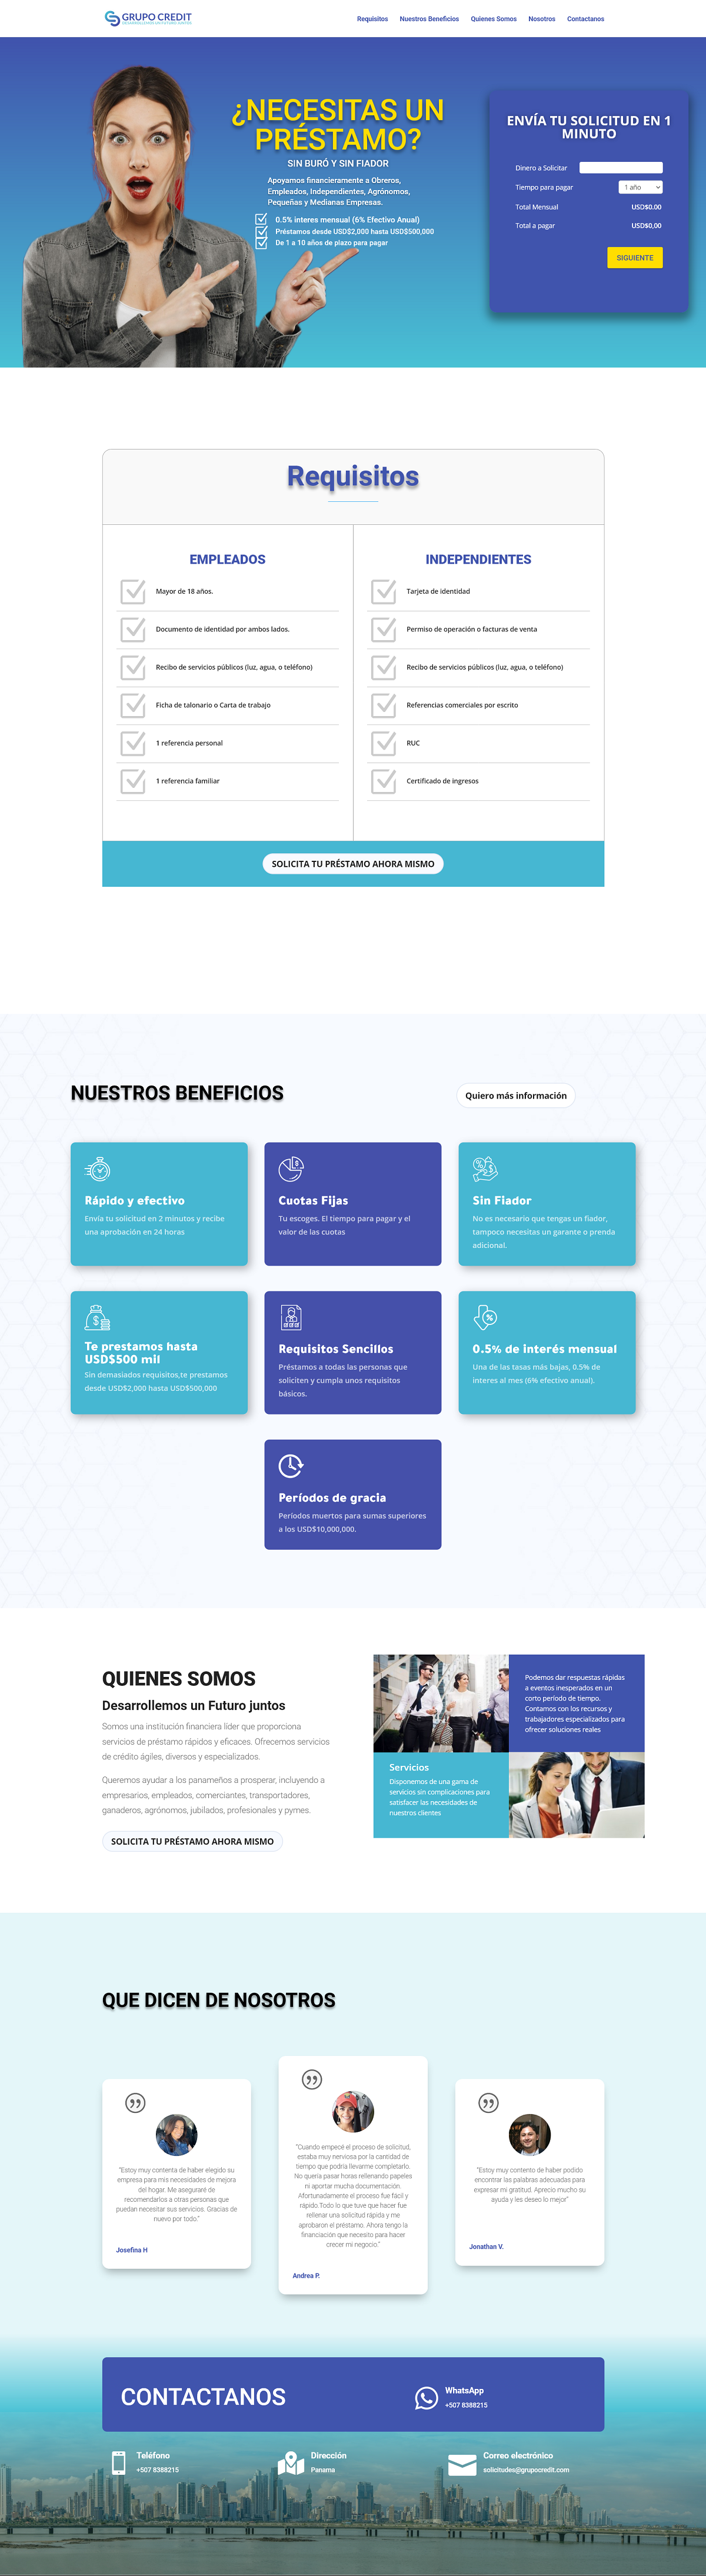 GRUPO CREDIT
Requisitos
Nuestros Beneficios
Quienes Somos
Nosotros
Contactanos
¿NECESITAS UN
PRÉSTAMO?
SIN BURÓ Y SIN FIADOR
Apoyamos financieramente a Obreros,
Empleados, Independientes, Agrónomos,
Pequeñas y Medianas Empresas.
0.5% interes mensual (6% Efectivo Anual)
Préstamos desde USD$2,000 hasta USD$500,000
De 1 a 10 años de plazo para pagar
ENVÍA TU SOLICITUD EN 1
MINUTO
Dinero a Solicitar
Tiempo para pagar 1 año
Total Mensual USD$0.00
Total a pagar USD$0,00
SIGUIENTE
Requisitos
EMPLEADOS
Mayor de 18 años.
Documento de identidad por ambos lados.
Recibo de servicios públicos (luz, agua, o teléfono)
Ficha de talonario o Carta de trabajo
1 referencia personal
1 referencia familiar
INDEPENDIENTES
Tarjeta de identidad
Permiso de operación o facturas de venta
Recibo de servicios públicos (luz, agua, o teléfono)
Referencias comerciales por escrito
RUC
Certificado de ingresos
SOLICITA TU PRÉSTAMO AHORA MISMO
NUESTROS BENEFICIOS
Quiero más información
Rápido y efectivo
Envía tu solicitud en 2 minutos y recibe
una aprobación en 24 horas
Cuotas Fijas
Tu escoges. El tiempo para pagar y el
valor de las cuotas
Sin Fiador
No es necesario que tengas un fiador,
tampoco necesitas un garante o prenda
adicional.
Te prestamos hasta
USD$500 mil
Sin demasiados requisitos,te prestamos
desde USD$2,000 hasta USD$500,000
Requisitos Sencillos
Préstamos a todas las personas que
soliciten y cumpla unos requisitos
básicos.
0.5% de interés mensual
Una de las tasas más bajas, 0.5% de
interes al mes (6% efectivo anual).
Períodos de gracia
Períodos muertos para sumas superiores
a los USD$10,000,000.
QUIENES SOMOS
Desarrollemos un Futuro juntos
Somos una institución financiera líder que proporciona
servicios de préstamo rápidos y eficaces. Ofrecemos servicios
de crédito ágiles, diversos y especializados.
Queremos ayudar a los panameños a prosperar, incluyendo a
empresarios, empleados, comerciantes, transportadores,
ganaderos, agrónomos, jubilados, profesionales y pymes.
SOLICITA TU PRÉSTAMO AHORA MISMO
Podemos dar respuestas rápidas
a eventos inesperados en un
corto período de tiempo.
Contamos con los recursos y
trabajadores especializados para
ofrecer soluciones reales
Servicios
Disponemos de una gama de
servicios sin complicaciones para
satisfacer las necesidades de
nuestros clientes
QUE DICEN DE NOSOTROS
"Estoy muy contenta de haber elegido su
empresa para mis necesidades de mejora
del hogar. Me aseguraré de
recomendarlos a otras personas que
puedan necesitar sus servicios. Gracias de
nuevo por todo."
Josefina H
"Cuando empecé el proceso de solicitud,
estaba muy nerviosa por la cantidad de
tiempo que podría llevarme completarlo.
No quería pasar horas rellenando papeles
ni aportar mucha documentación.
Afortunadamente el proceso fue fácil y
rápido.Todo lo que tuve que hacer fue
rellenar una solicitud rápida y me
aprobaron el préstamo. Ahora tengo la
financiación que necesito para hacer
crecer mi negocio."
Andrea P.
"Estoy muy contento de haber podido
encontrar las palabras adecuadas para
expresar mi gratitud. Aprecio mucho su
ayuda y les deseo lo mejor"
Jonathan V.
CONTACTANOS
WhatsApp
+507 8388215
Teléfono
+507 8388215
Dirección
Panama
Correo electrónico
solicitudes@grupocredit.com